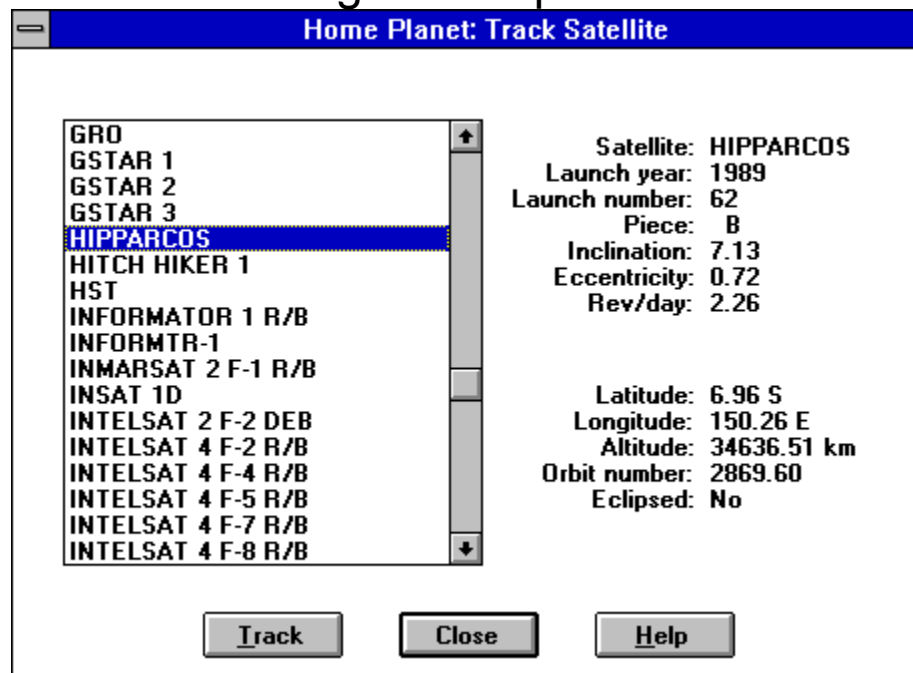 Home Planet: Track Satellite
GRO
GSTAR 1
GSTAR 2
GSTAR 3
HIPPARCOS
HITCH HIKER 1
HST
INFORMATOR 1 R/B
INFORMTR-1
INMARSAT 2 F-1 R/B
INSAT 1D
INTELSAT 2 F-2 DEB
INTELSAT 4 F-2 R/B
INTELSAT 4 F-4 R/B
INTELSAT 4 F-5 R/B
INTELSAT 4 F-7 R/B
INTELSAT 4 F-8 R/B
Satellite: HIPPARCOS
Launch year: 1989
Launch number: 62
Piece: B
Inclination: 7.13
Eccentricity: 0.72
Rev/day: 2.26
Latitude: 6.96 S
Longitude: 150.26 E
Altitude: 34636.51 km
Orbit number: 2869.60
Eclipsed: No
Track Close Help